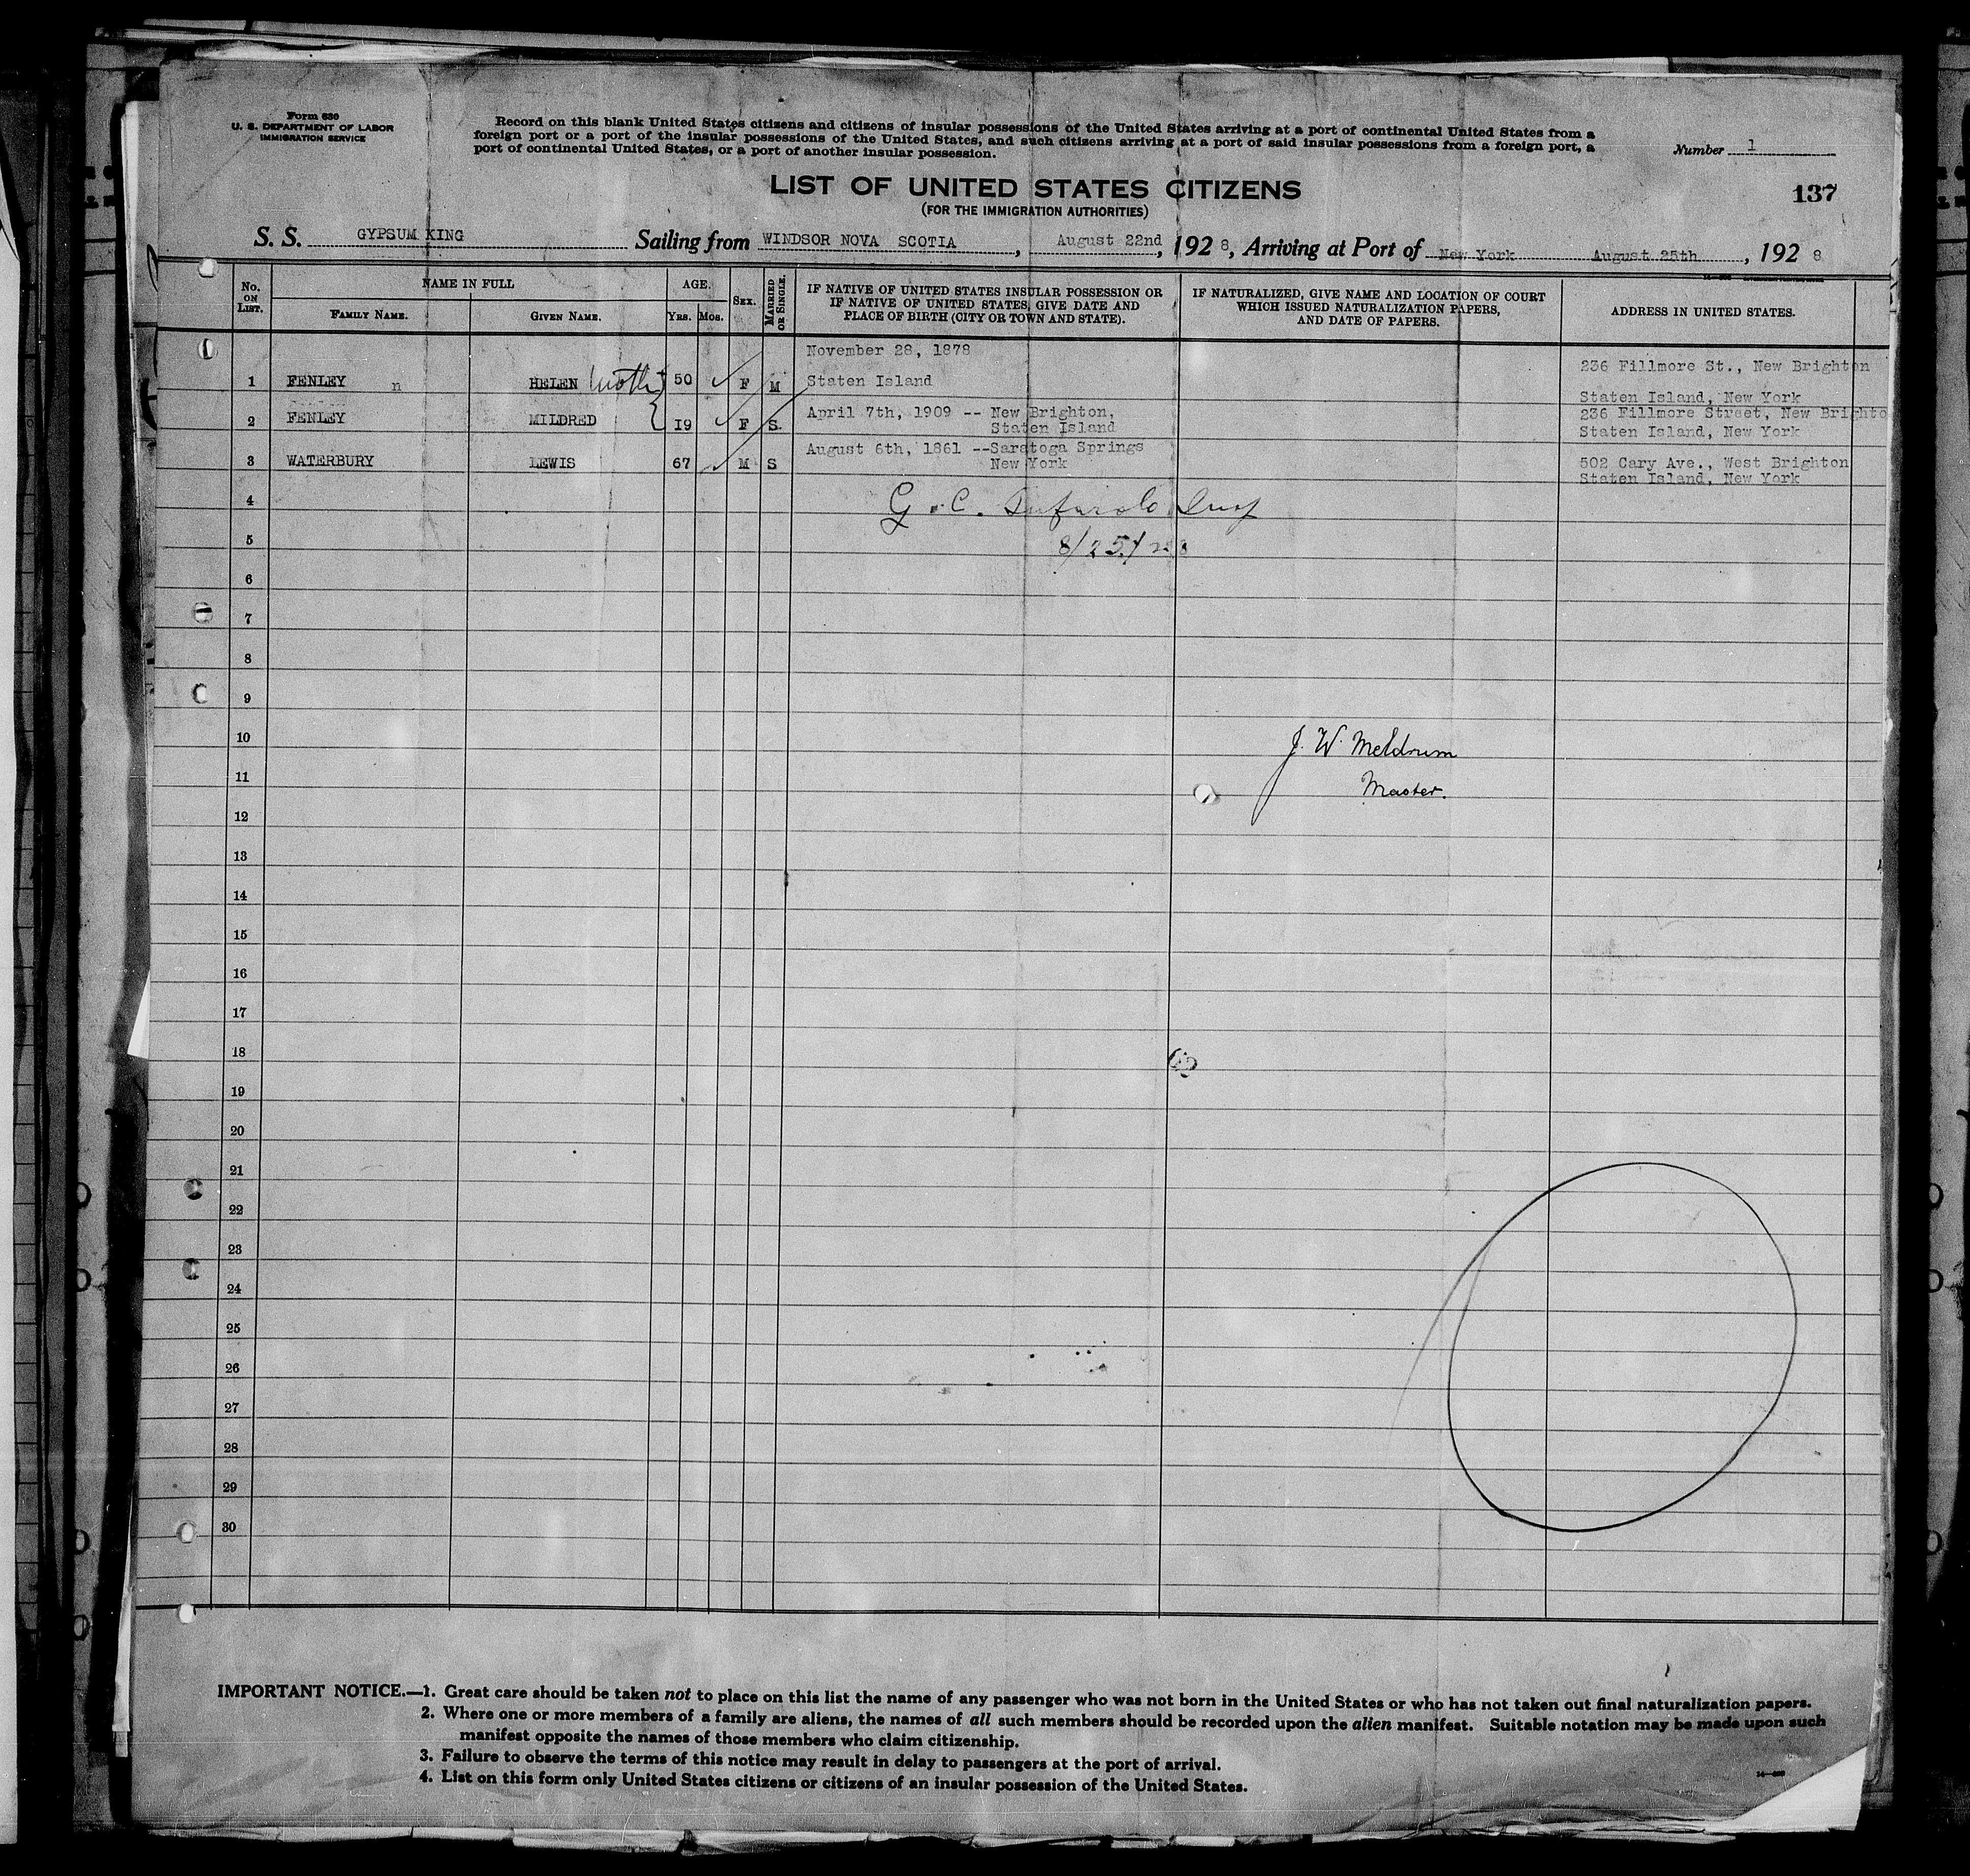 Form 630
U. S. DEPARTMENT OF LABOR
IMMIGRATION SERVICE
Record on this blank United States citizens and citizens of insular possessions of the United States arriving at a port of continental United States from a
foreign port or a port of the insular possessions of the United States, and such citizens arriving at a port of said insular possessions from a foreign port, a
port of continental United States, or a port of another insular possession.
Number 1
LIST OF UNITED STATES CITIZENS
137
(FOR THE IMMIGRATION AUTHORITIES)
S. S. GYPSUM KING Sailing from WINDSOR NOVA SCOTIA, August 22nd, 1928, Arriving at Port of New York August 25th, 1928
No. ON LIST. NAME IN FULL FAMILY NAME. GIVEN NAME. AGE. YRS. MOS. SEX. MARRIED OR SINGLE. IF NATIVE OF UNITED STATES INSULAR POSSESSION OR IF NATIVE OF UNITED STATES, GIVE DATE AND PLACE OF BIRTH (CITY OR TOWN AND STATE). IF NATURALIZED, GIVE NAME AND LOCATION OF COURT WHICH ISSUED NATURALIZATION PAPERS, AND DATE OF PAPERS. ADDRESS IN UNITED STATES.
November 28, 1878 236 Fillmore St., New Brighton
1 FENLEY n HELEN 50 F M Staten Island Staten Island, New York
2 FENLEY MILDRED 19 F S. April 7th, 1909 -- New Brighton, 236 Fillmore Street, New Brighto
Staten Island Staten Island, New York
August 6th, 1861 --Saratoga Springs
3 WATERBURY LEWIS 67 M S New York 502 Cary Ave., West Brighton
Staten Island, New York
4 G. C. Insp
5 8/25/28
6
7
8
9
10 J. W. Meldrum
11 Master.
12
13
14
15
16
17
18
19
20
21
22
23
24
25
26
27
28
29
30
IMPORTANT NOTICE.—1. Great care should be taken not to place on this list the name of any passenger who was not born in the United States or who has not taken out final naturalization papers.
2. Where one or more members of a family are aliens, the names of all such members should be recorded upon the alien manifest. Suitable notation may be made upon such
manifest opposite the names of those members who claim citizenship.
3. Failure to observe the terms of this notice may result in delay to passengers at the port of arrival.
4. List on this form only United States citizens or citizens of an insular possession of the United States.